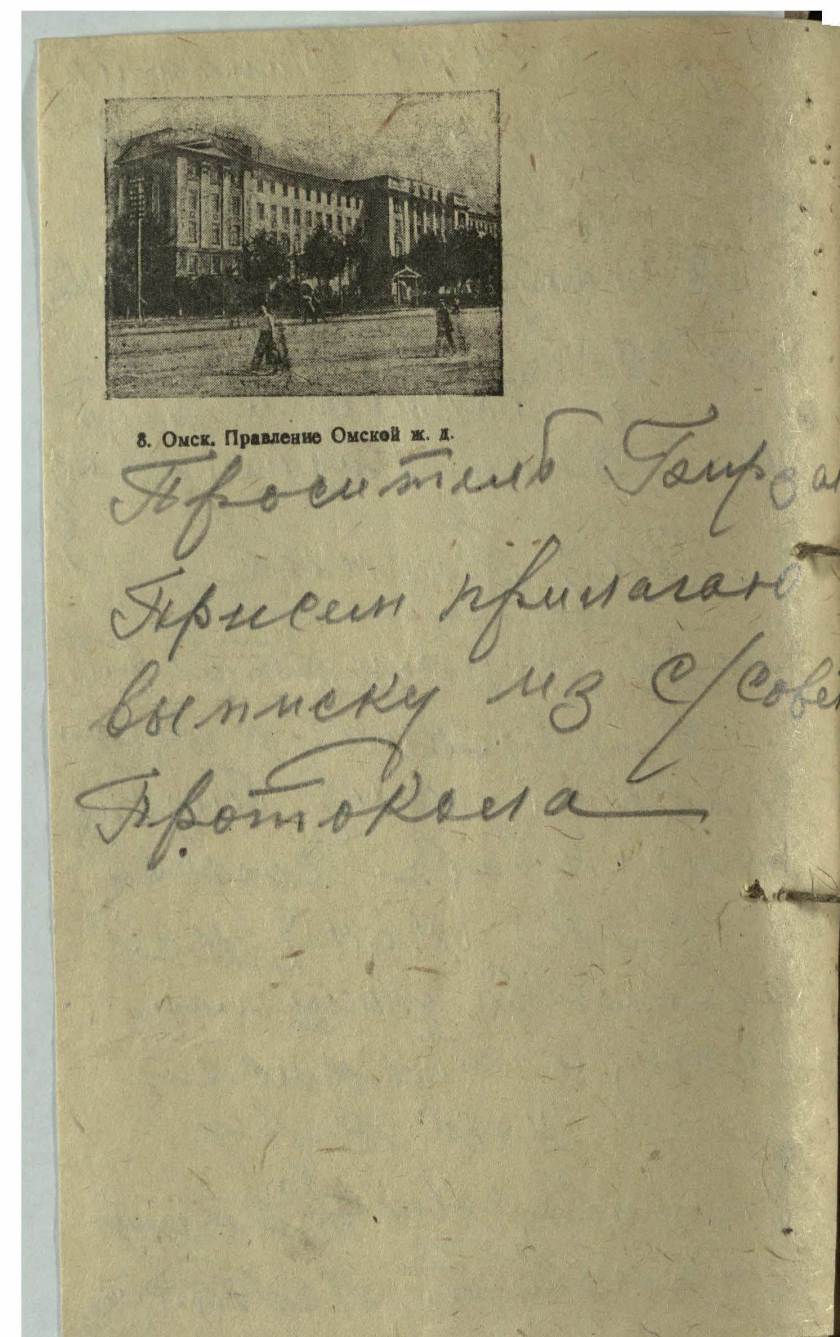 8. Омск. Правление Омской ж. д.
Проситель
Присем прилагаю
выписку из с/сове
Протокола